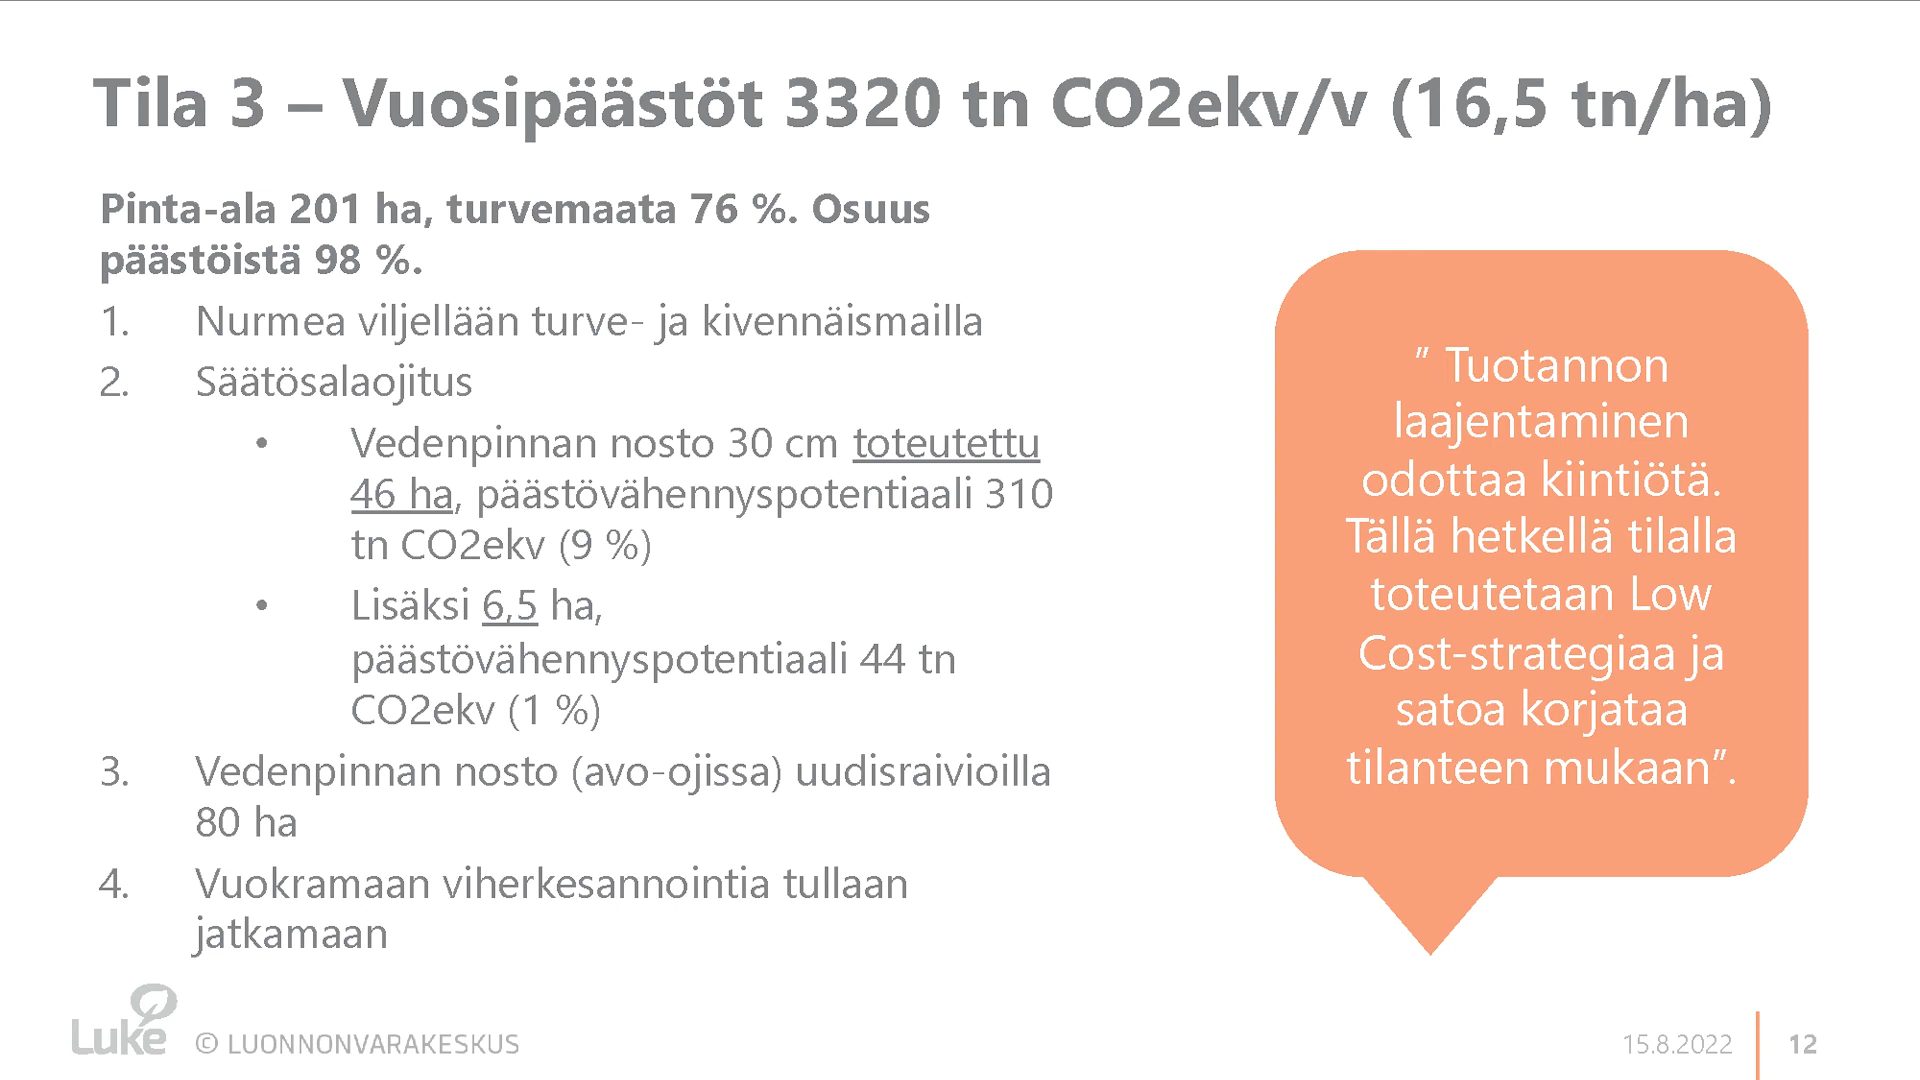 Tila 3 – Vuosipäästöt 3320 tn CO2ekv/v (16,5 tn/ha)
Pinta-ala 201 ha, turvemaata 76 %. Osuus
päästöistä 98 %.
1. Nurmea viljellään turve- ja kivennäismailla
2. Säätösalaojitus
• Vedenpinnan nosto 30 cm toteutettu
46 ha, päästövähennyspotentiaali 310
tn CO2ekv (9 %)
• Lisäksi 6,5 ha,
päästövähennyspotentiaali 44 tn
CO2ekv (1 %)
3. Vedenpinnan nosto (avo-ojissa) uudisraivioilla
80 ha
4. Vuokramaan viherkesannointia tullaan
jatkamaan
” Tuotannon
laajentaminen
odottaa kiintiötä.
Tällä hetkellä tilalla
toteutetaan Low
Cost-strategiaa ja
satoa korjataa
tilanteen mukaan”.
Luke
© LUONNONVARAKESKUS
15.8.2022
12